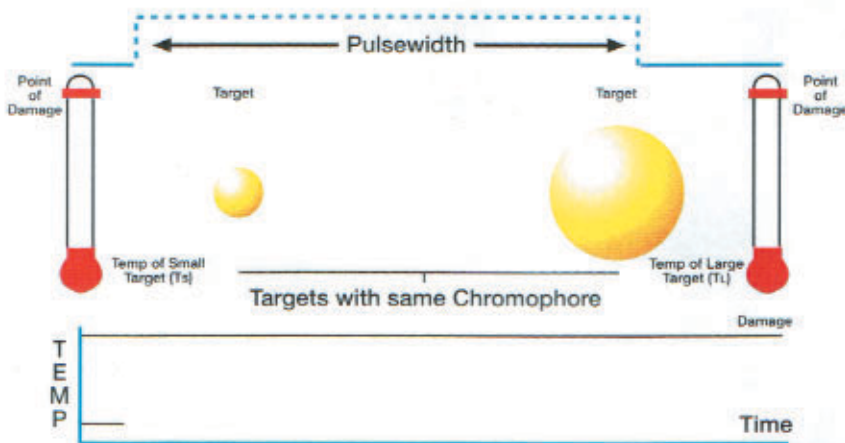 Pulsewidth
Point
of
Damage
Target
Target
Point
of
Damage
Temp of Small
Target (Ts)
Temp of Large
Target (TL)
Targets with same Chromophore
Damage
TEMP
Time